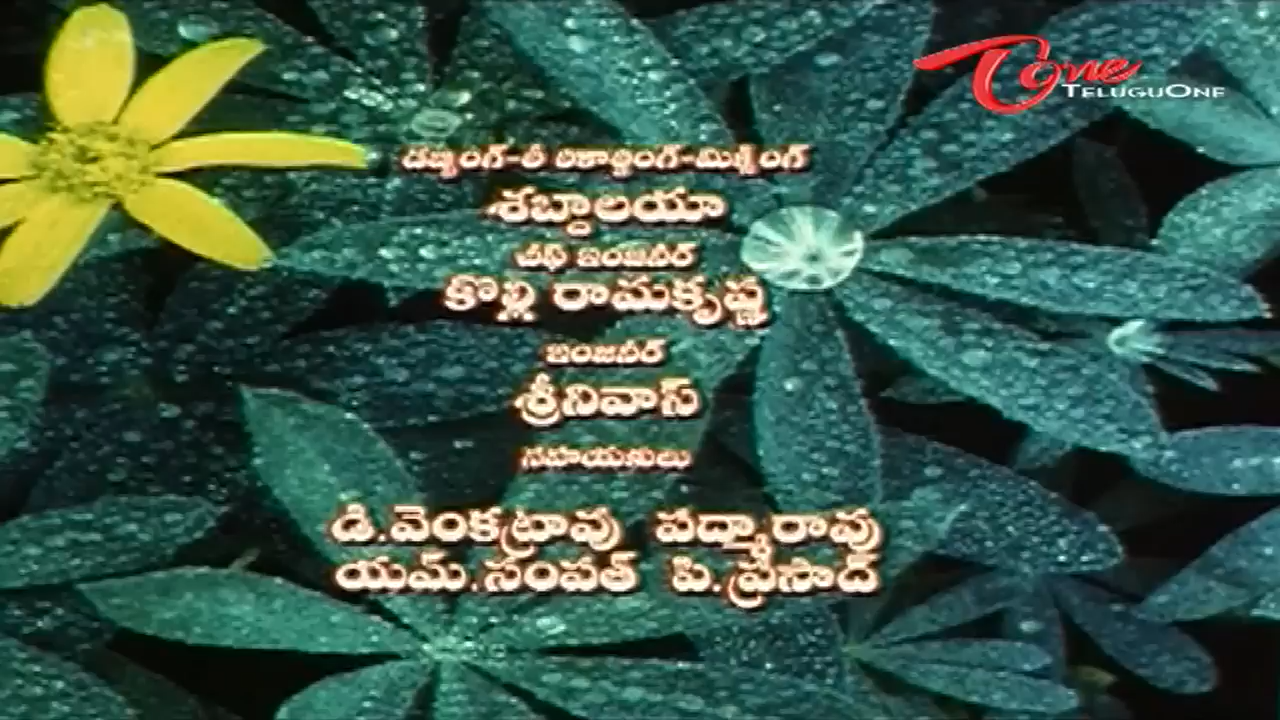 TELUGUONE
డబ్బింగ్-రీ రికార్డింగ్-మిక్సింగ్
శబ్దాలయా
చీఫ్ ఇంజనీర్
కొల్లి రామకృష్ణ
ఇంజనీర్
శ్రీనివాస్
సహాయకులు
డి.వెంకట్రావు పద్మారావు
యమ్.సంపత్ పి.ప్రసాద్